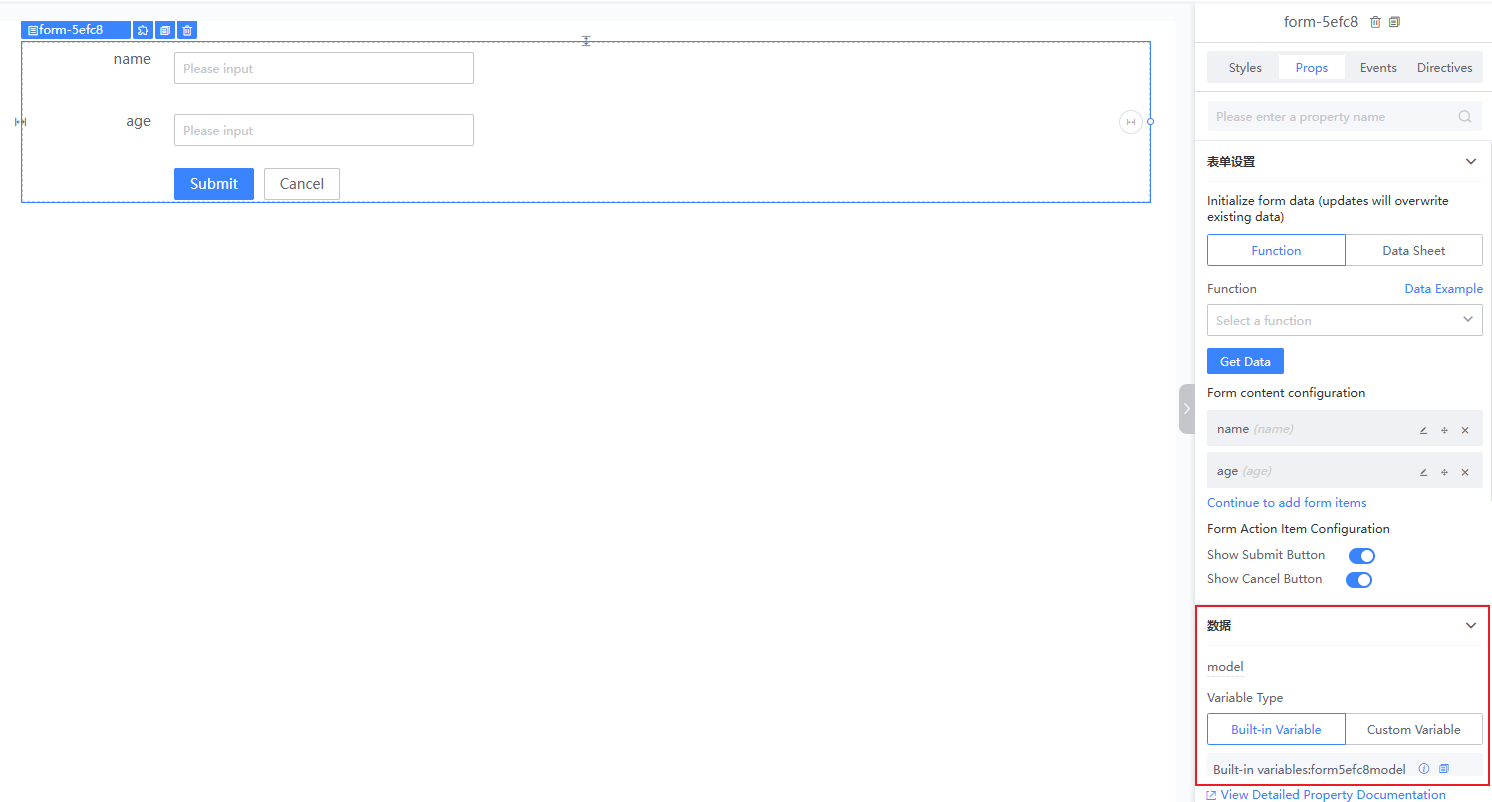 form-5efc8
name
Please input
age
Please input
Submit Cancel
form-5efc8
Styles Props Events Directives
Please enter a property name
表单设置
Initialize form data (updates will overwrite
existing data)
Function Data Sheet
Function Data Example
Select a function
Get Data
Form content configuration
name (name)
age (age)
Continue to add form items
Form Action Item Configuration
Show Submit Button
Show Cancel Button
数据
model
Variable Type
Built-in Variable Custom Variable
Built-in variables:form5efc8model
View Detailed Property Documentation